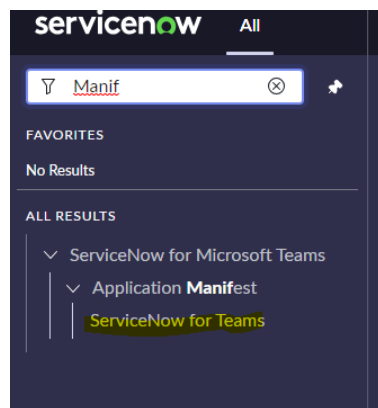 servicenow All
Manif
FAVORITES
No Results
ALL RESULTS
ServiceNow for Microsoft Teams
Application Manifest
ServiceNow for Teams